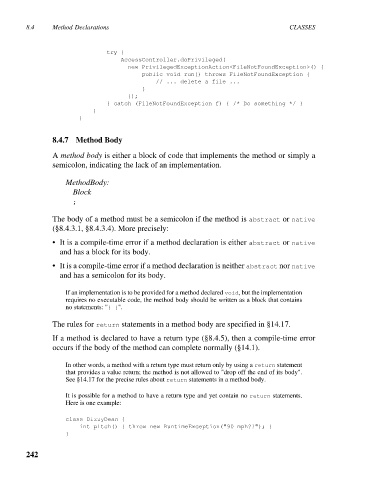 8.4 Method Declarations CLASSES
try {
AccessController.doPrivileged(
new PrivilegedExceptionAction<FileNotFoundException>() {
public void run() throws FileNotFoundException {
// ... delete a file ...
}
});
} catch (FileNotFoundException f) { /* Do something */ }
}
}
8.4.7 Method Body
A method body is either a block of code that implements the method or simply a
semicolon, indicating the lack of an implementation.
MethodBody:
Block
;
The body of a method must be a semicolon if the method is abstract or native
(§8.4.3.1, §8.4.3.4). More precisely:
• It is a compile-time error if a method declaration is either abstract or native
and has a block for its body.
• It is a compile-time error if a method declaration is neither abstract nor native
and has a semicolon for its body.
If an implementation is to be provided for a method declared void, but the implementation
requires no executable code, the method body should be written as a block that contains
no statements: "{ }".
The rules for return statements in a method body are specified in §14.17.
If a method is declared to have a return type (§8.4.5), then a compile-time error
occurs if the body of the method can complete normally (§14.1).
In other words, a method with a return type must return only by using a return statement
that provides a value return; the method is not allowed to "drop off the end of its body".
See §14.17 for the precise rules about return statements in a method body.
It is possible for a method to have a return type and yet contain no return statements.
Here is one example:
class DizzyDean {
int pitch() { throw new RuntimeException("90 mph?!"); }
}
242